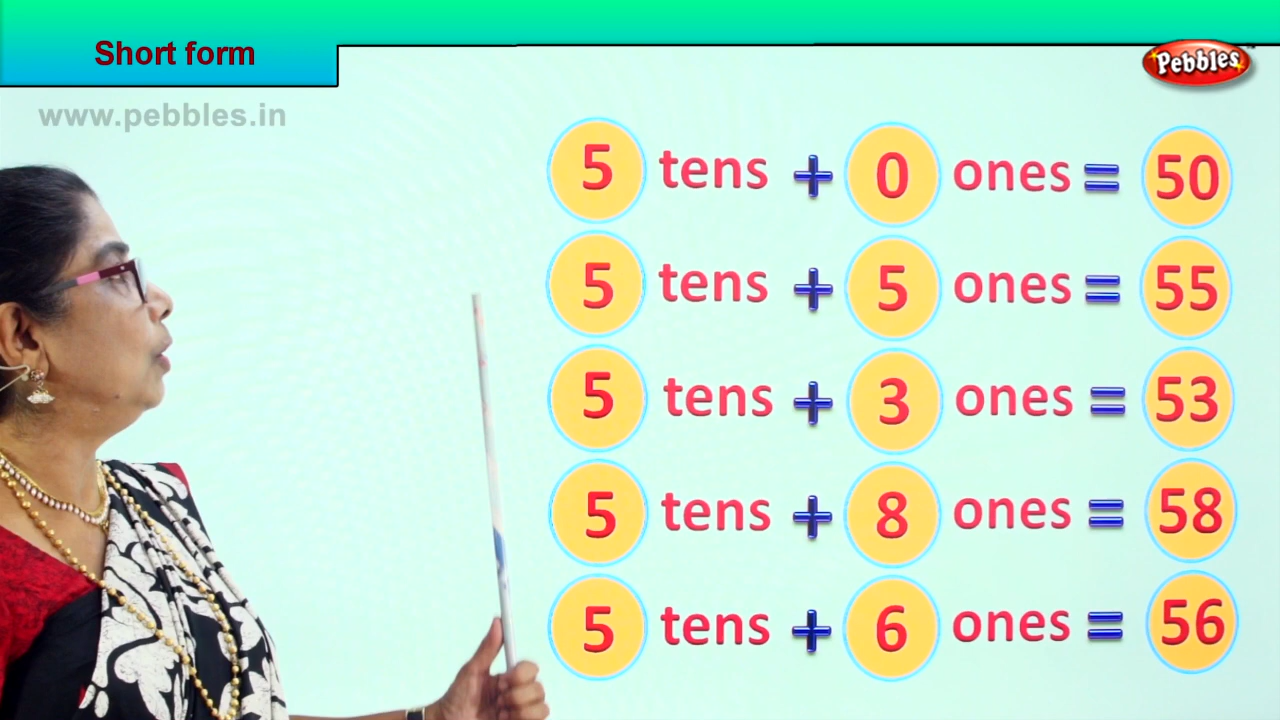 Short form
Pebbles
www.pebbles.in
5 tens + 0 ones = 50
5 tens + 5 ones = 55
5 tens + 3 ones = 53
5 tens + 8 ones = 58
5 tens + 6 ones = 56